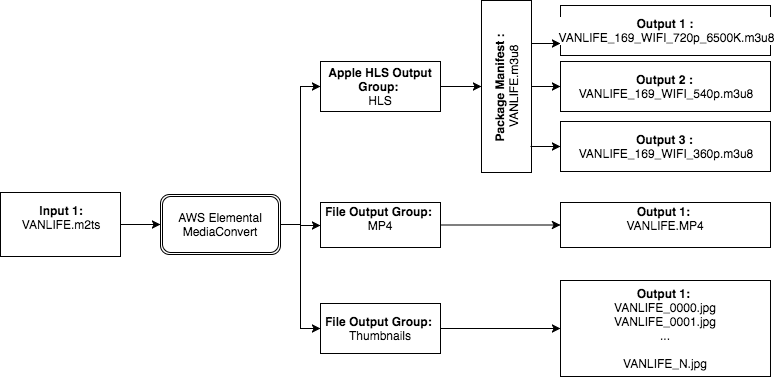 Input 1:
VANLIFE.m2ts
AWS Elemental
MediaConvert
Apple HLS Output
Group:
HLS
Package Manifest :
VANLIFE.m3u8
Output 1 :
VANLIFE_169_WIFI_720p_6500K.m3u8
Output 2 :
VANLIFE_169_WIFI_540p.m3u8
Output 3 :
VANLIFE_169_WIFI_360p.m3u8
File Output Group:
MP4
Output 1:
VANLIFE.MP4
File Output Group:
Thumbnails
Output 1:
VANLIFE_0000.jpg
VANLIFE_0001.jpg
...
VANLIFE_N.jpg